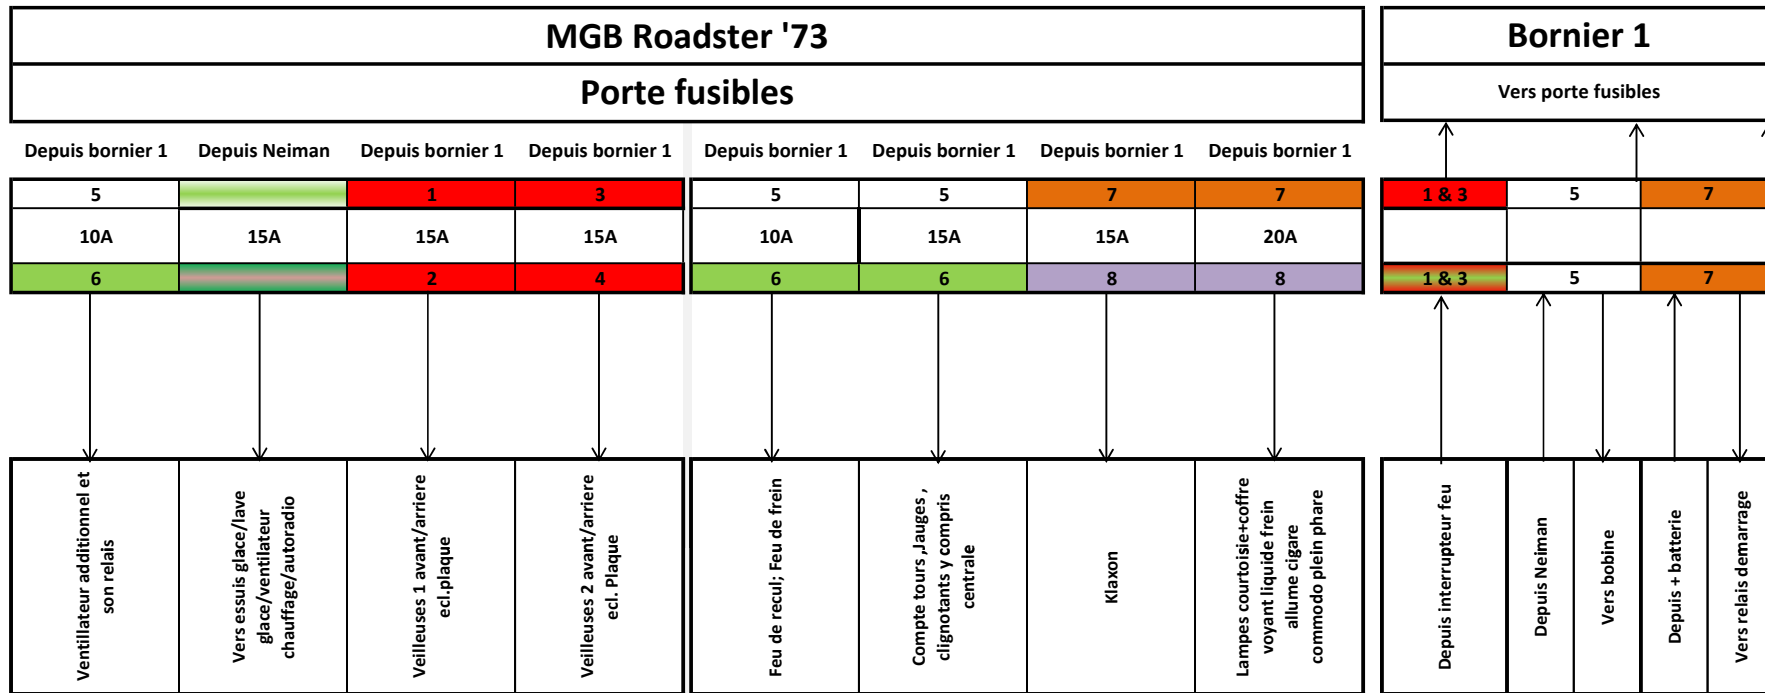 MGB Roadster '73
Bornier 1
Porte fusibles
Vers porte fusibles
Depuis bornier 1
Depuis Neiman
Depuis bornier 1
Depuis bornier 1
Depuis bornier 1
Depuis bornier 1
Depuis bornier 1
Depuis bornier 1
5
1
3
5
5
7
7
1 & 3
5
7
10A
15A
15A
15A
10A
15A
15A
20A
6
2
4
6
6
8
8
1 & 3
5
7
Ventillateur additionnel et
son relais
Vers essuis glace/lave
glace/ventilateur
chauffage/autoradio
Veilleuses 1 avant/arriere
ecl.plaque
Veilleuses 2 avant/arriere
ecl. Plaque
Feu de recul; Feu de frein
Compte tours ,Jauges ,
clignotants y compris
centrale
Klaxon
Lampes courtoisie+coffre
voyant liquide frein
allume cigare
commodo plein phare
Depuis interrupteur feu
Depuis Neiman
Vers bobine
Depuis + batterie
Vers relais demarrage